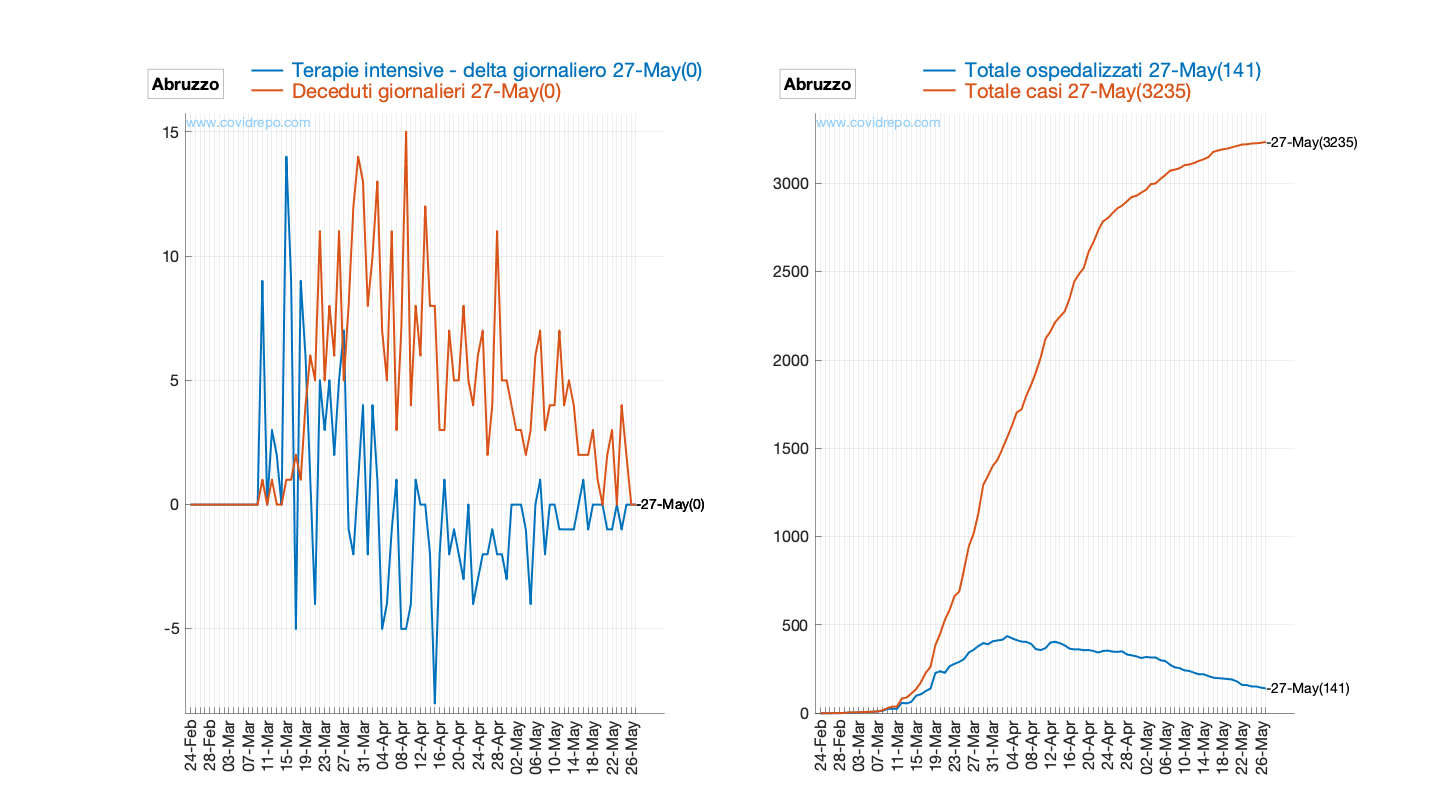 Abruzzo
Terapie intensive - delta giornaliero 27-May(0)
Deceduti giornalieri 27-May(0)
www.covidrepo.com
15
10
5
0
-5
-27-May(0)
24-Feb
28-Feb
03-Mar
07-Mar
11-Mar
15-Mar
19-Mar
23-Mar
27-Mar
31-Mar
04-Apr
08-Apr
12-Apr
16-Apr
20-Apr
24-Apr
28-Apr
02-May
06-May
10-May
14-May
18-May
22-May
26-May
Abruzzo
Totale ospedalizzati 27-May(141)
Totale casi 27-May(3235)
www.covidrepo.com
-27-May(3235)
3000
2500
2000
1500
1000
500
0
-27-May(141)
24-Feb
28-Feb
03-Mar
07-Mar
11-Mar
15-Mar
19-Mar
23-Mar
27-Mar
31-Mar
04-Apr
08-Apr
12-Apr
16-Apr
20-Apr
24-Apr
28-Apr
02-May
06-May
10-May
14-May
18-May
22-May
26-May